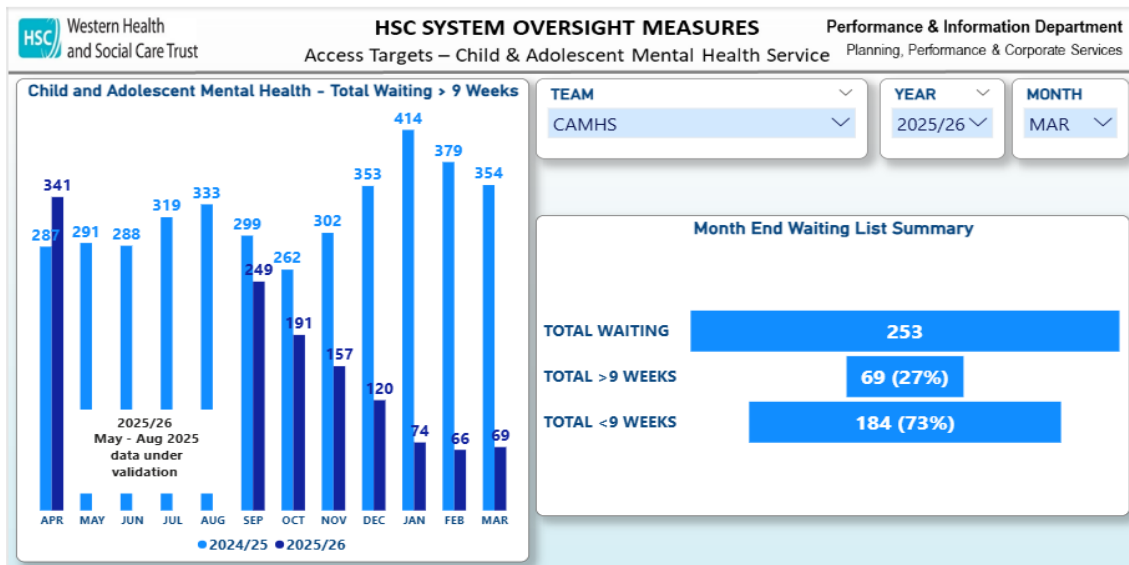 HSC
Western Health
and Social Care Trust
HSC SYSTEM OVERSIGHT MEASURES
Access Targets – Child & Adolescent Mental Health Service
Performance & Information Department
Planning, Performance & Corporate Services
Child and Adolescent Mental Health - Total Waiting > 9 Weeks
414
379
353
354
341
333
319
287
291
288
299
302
262
249
191
157
120
74
66
69
2025/26
May - Aug 2025
data under
validation
APR MAY JUN JUL AUG SEP OCT NOV DEC JAN FEB MAR
2024/25 2025/26
TEAM
CAMHS
YEAR
2025/26
MONTH
MAR
Month End Waiting List Summary
TOTAL WAITING 253
TOTAL >9 WEEKS 69 (27%)
TOTAL <9 WEEKS 184 (73%)